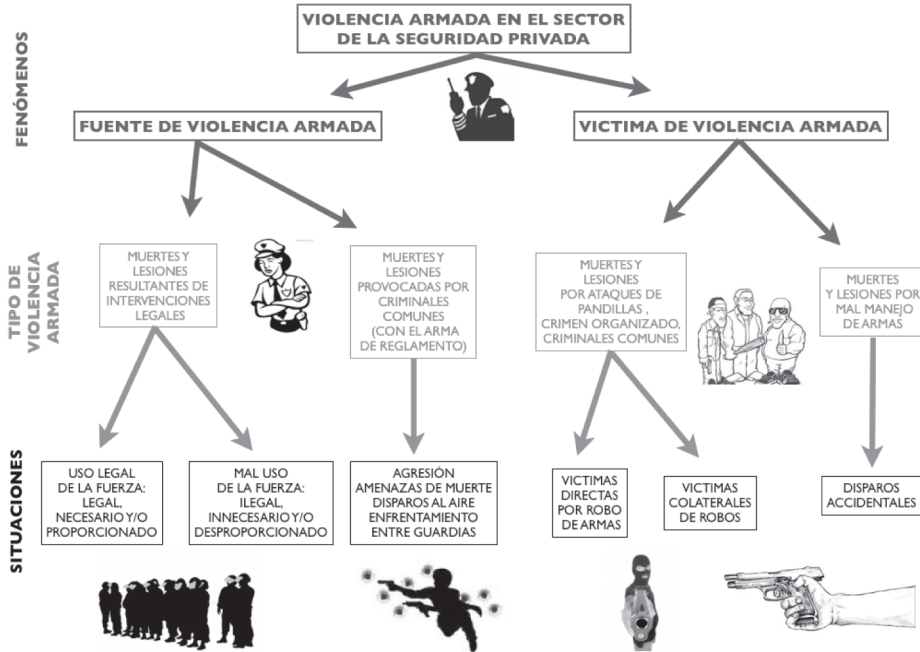 VIOLENCIA ARMADA EN EL SECTOR
DE LA SEGURIDAD PRIVADA
FENÓMENOS
FUENTE DE VIOLENCIA ARMADA
VICTIMA DE VIOLENCIA ARMADA
TIPO DE
VIOLENCIA
ARMADA
MUERTES Y
LESIONES
RESULTANTES DE
INTERVENCIONES
LEGALES
MUERTES Y
LESIONES
PROVOCADAS POR
CRIMINALES
COMUNES
(CON EL ARMA
DE REGLAMENTO)
MUERTES Y
LESIONES
POR ATAQUES DE
PANDILLAS ,
CRIMEN ORGANIZADO,
CRIMINALES COMUNES
MUERTES
Y LESIONES POR
MAL MANEJO
DE ARMAS
SITUACIONES
USO LEGAL
DE LA FUERZA:
LEGAL,
NECESARIO Y/O
PROPORCIONADO
MAL USO
DE LA FUERZA:
ILEGAL,
INNECESARIO Y/O
DESPROPORCIONADO
AGRESIÓN
AMENAZAS DE MUERTE
DISPAROS AL AIRE
ENFRENTAMIENTO
ENTRE GUARDIAS
VICTIMAS
DIRECTAS
POR ROBO
DE ARMAS
VICTIMAS
COLATERALES
DE ROBOS
DISPAROS
ACCIDENTALES